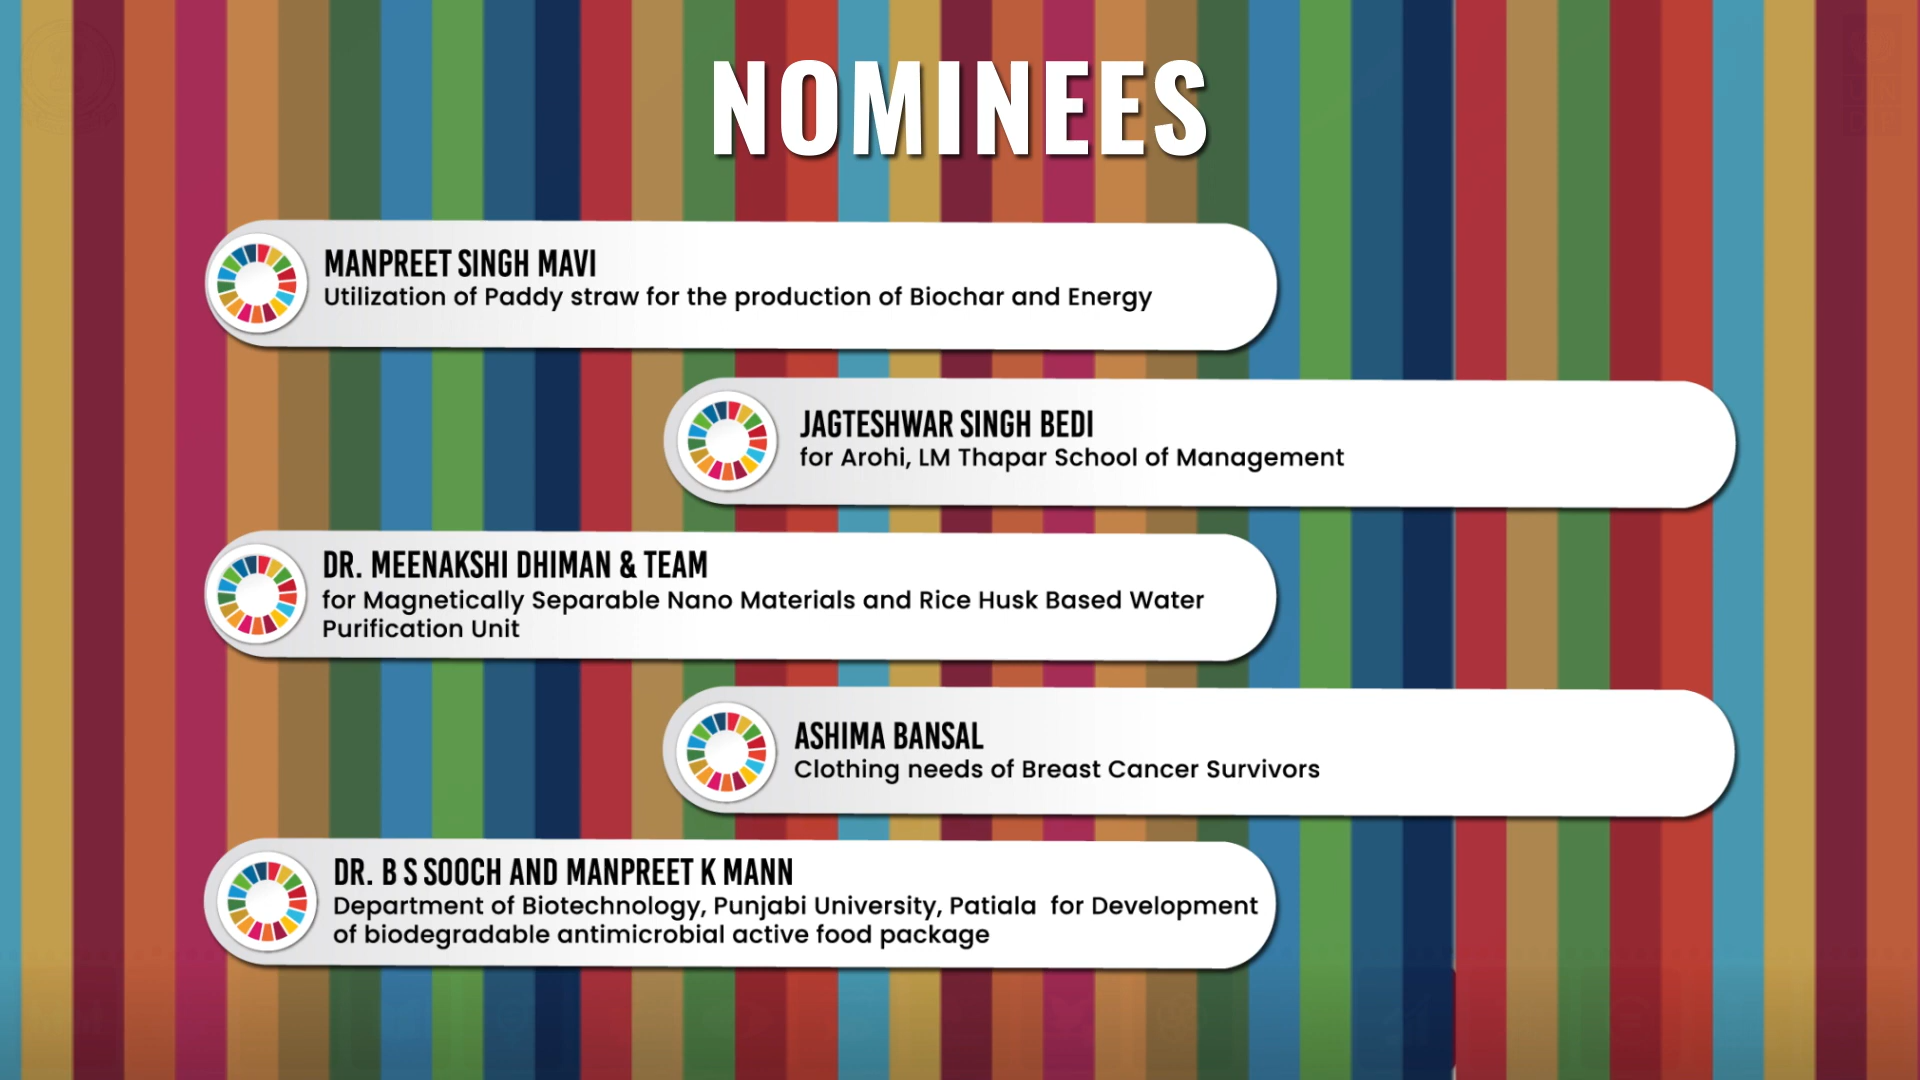 NOMINEES
MANPREET SINGH MAVI
Utilization of Paddy straw for the production of Biochar and Energy
JAGTESHWAR SINGH BEDI
for Arohi, LM Thapar School of Management
DR. MEENAKSHI DHIMAN & TEAM
for Magnetically Separable Nano Materials and Rice Husk Based Water
Purification Unit
ASHIMA BANSAL
Clothing needs of Breast Cancer Survivors
DR. B S SOOCH AND MANPREET K MANN
Department of Biotechnology, Punjabi University, Patiala for Development
of biodegradable antimicrobial active food package